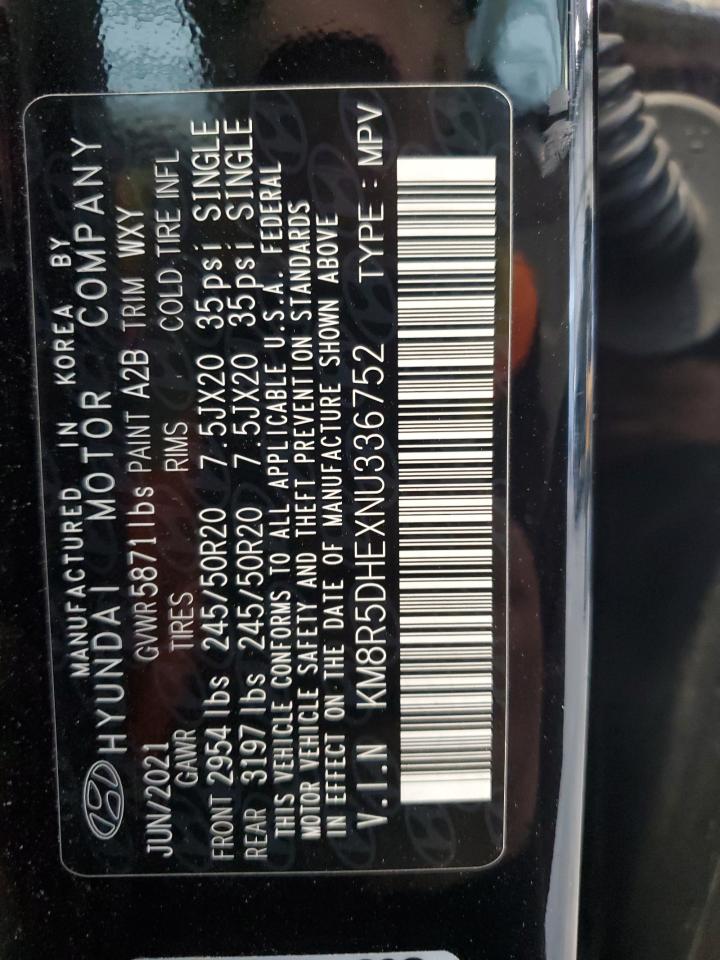 MANUFACTURED IN KOREA BY
HYUNDAI MOTOR COMPANY
JUN/2021 GVWR 5871lbs PAINT A2B TRIM WXY
GAWR TIRES RIMS COLD TIRE INFL
FRONT 2954 lbs 245/50R20 7.5JX20 35psi SINGLE
REAR 3197 lbs 245/50R20 7.5JX20 35psi SINGLE
THIS VEHICLE CONFORMS TO ALL APPLICABLE U.S.A. FEDERAL
MOTOR VEHICLE SAFETY AND THEFT PREVENTION STANDARDS
IN EFFECT ON THE DATE OF MANUFACTURE SHOWN ABOVE
V.I.N KM8R5DHEXNU336752 TYPE : MPV